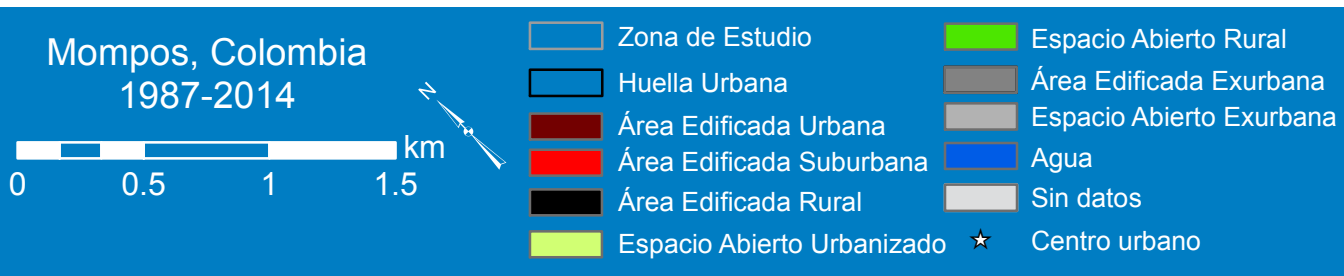 Mompos, Colombia
1987-2014
N
km
0 0.5 1 1.5
Zona de Estudio
Huella Urbana
Área Edificada Urbana
Área Edificada Suburbana
Área Edificada Rural
Espacio Abierto Urbanizado
Espacio Abierto Rural
Área Edificada Exurbana
Espacio Abierto Exurbana
Agua
Sin datos
Centro urbano